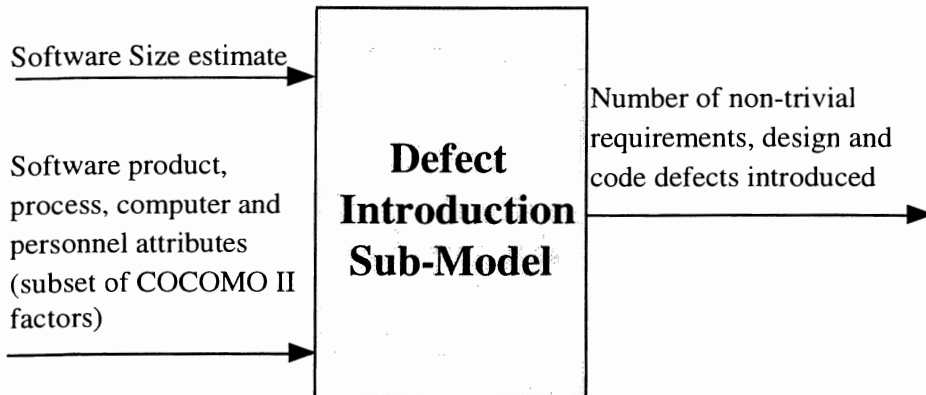 Software Size estimate
Software product,
process, computer and
personnel attributes
(subset of COCOMO II
factors)
Defect
Introduction
Sub-Model
Number of non-trivial
requirements, design and
code defects introduced